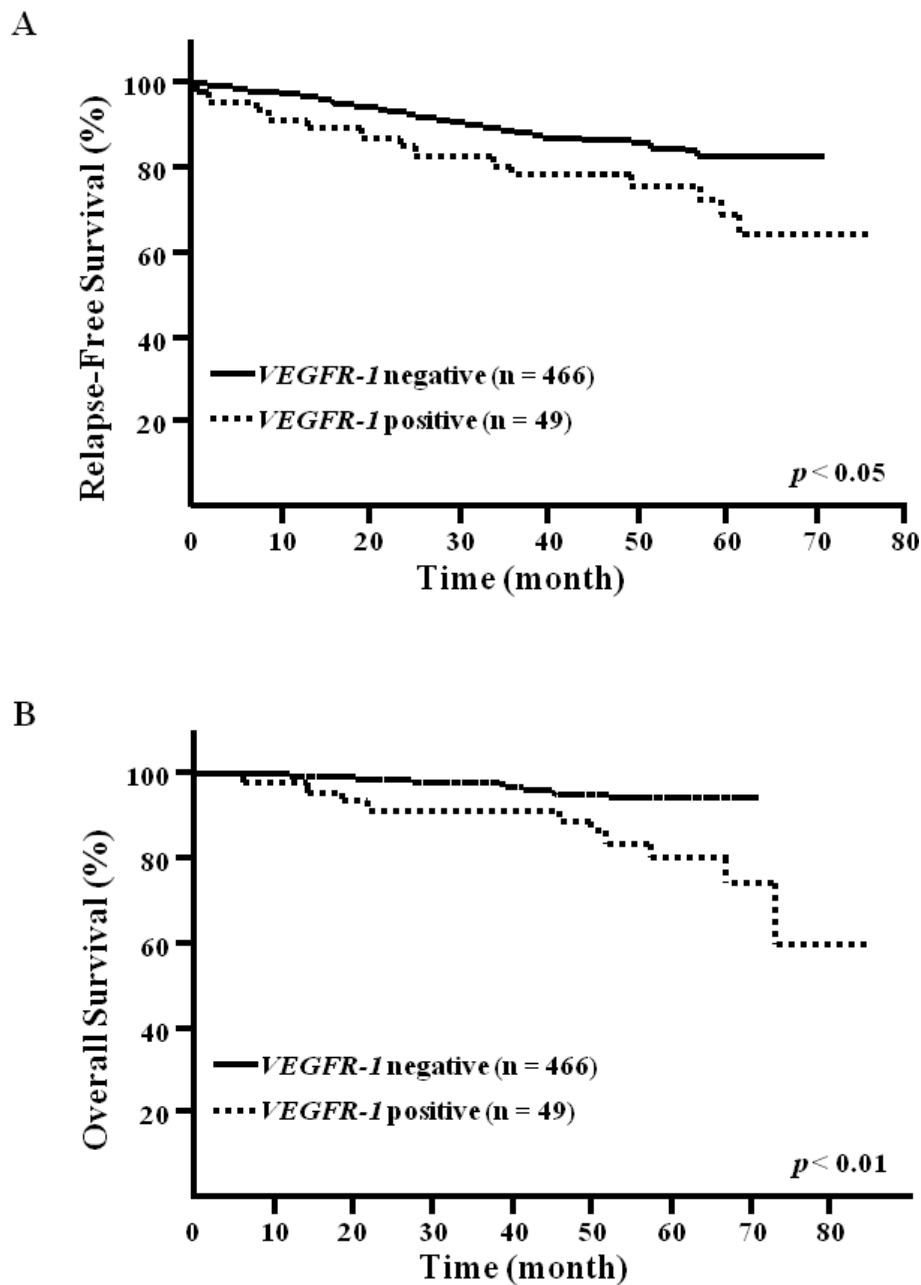 A
Relapse-Free Survival (%)
100
80
60
40
20
VEGFR-1 negative (n = 466)
VEGFR-1 positive (n = 49)
p < 0.05
0 10 20 30 40 50 60 70 80
Time (month)
B
Overall Survival (%)
100
80
60
40
20
VEGFR-1 negative (n = 466)
VEGFR-1 positive (n = 49)
p < 0.01
0 10 20 30 40 50 60 70 80
Time (month)